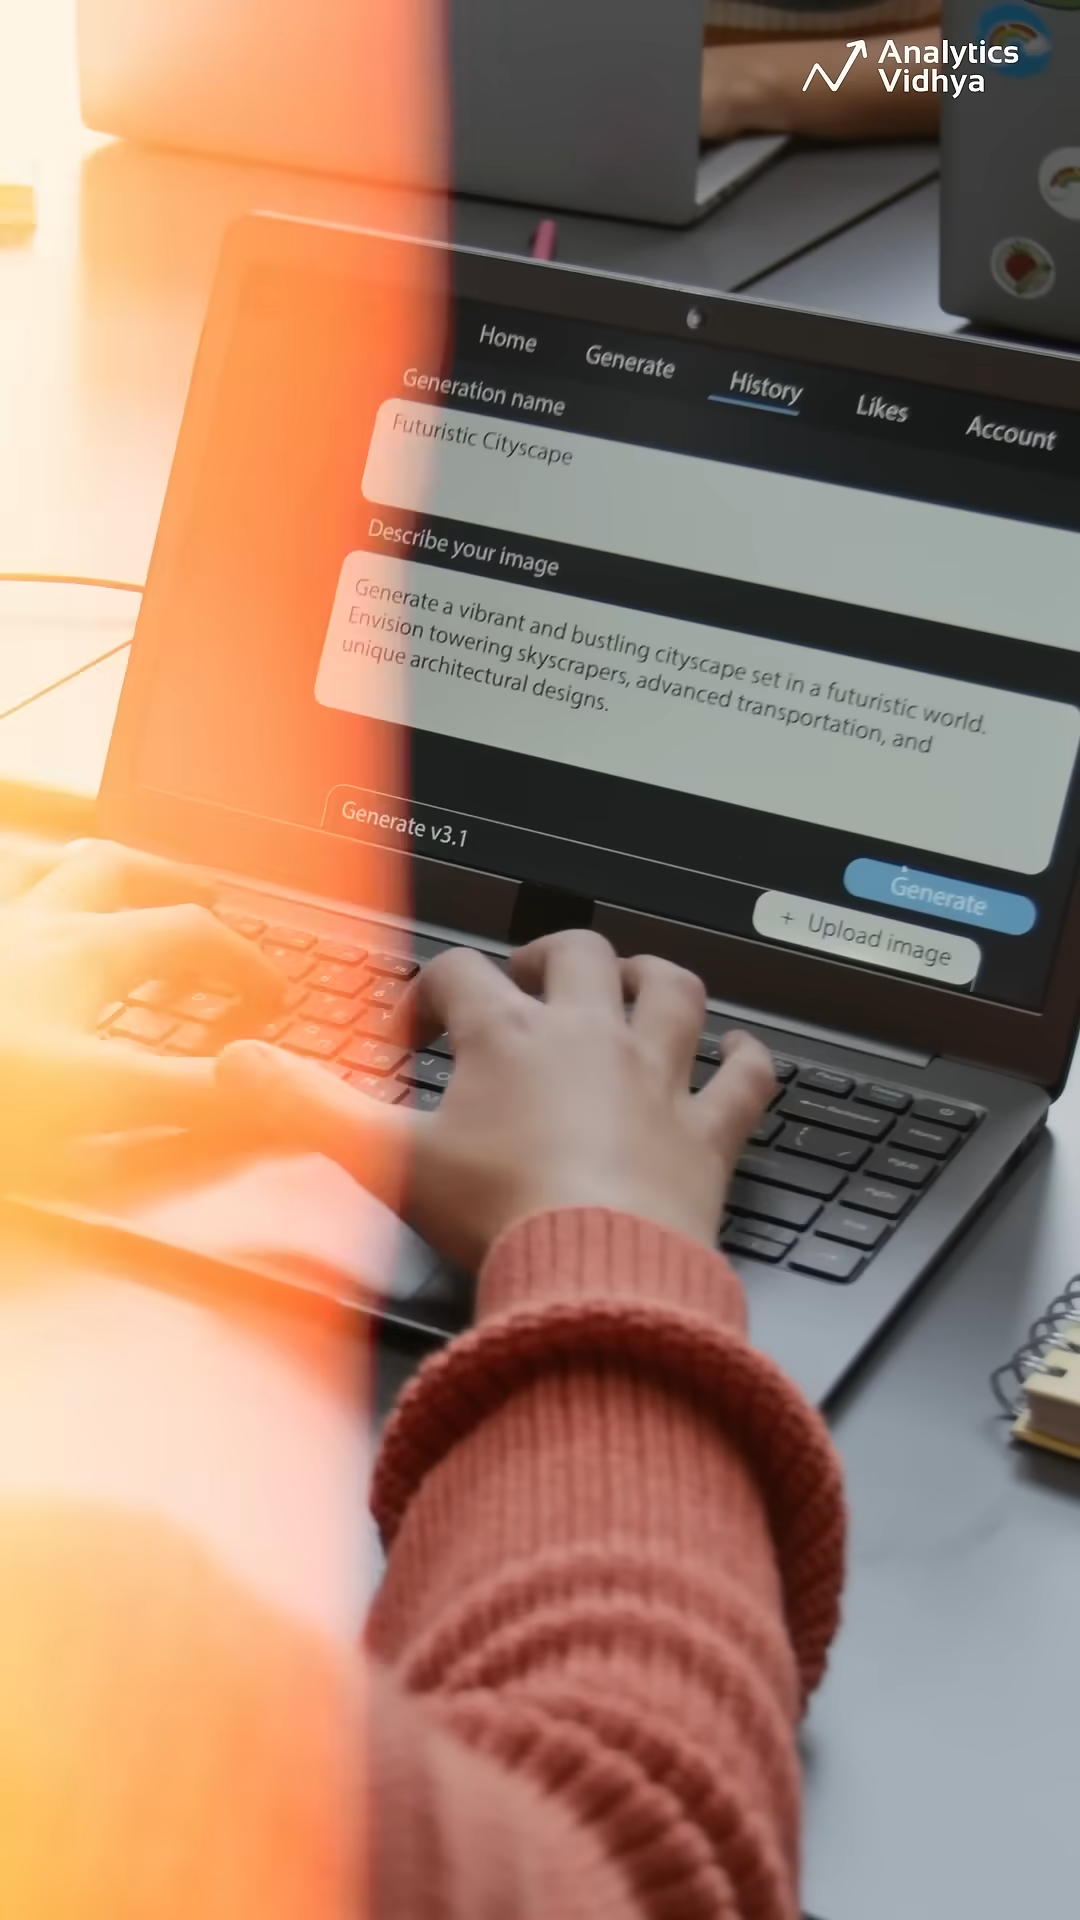 Analytics
Vidhya
Home Generate History Likes Account
Generation name
Futuristic Cityscape
Describe your image
Generate a vibrant and bustling cityscape set in a futuristic world.
Envision towering skyscrapers, advanced transportation, and
unique architectural designs.
Generate v3.1
Generate
+ Upload image